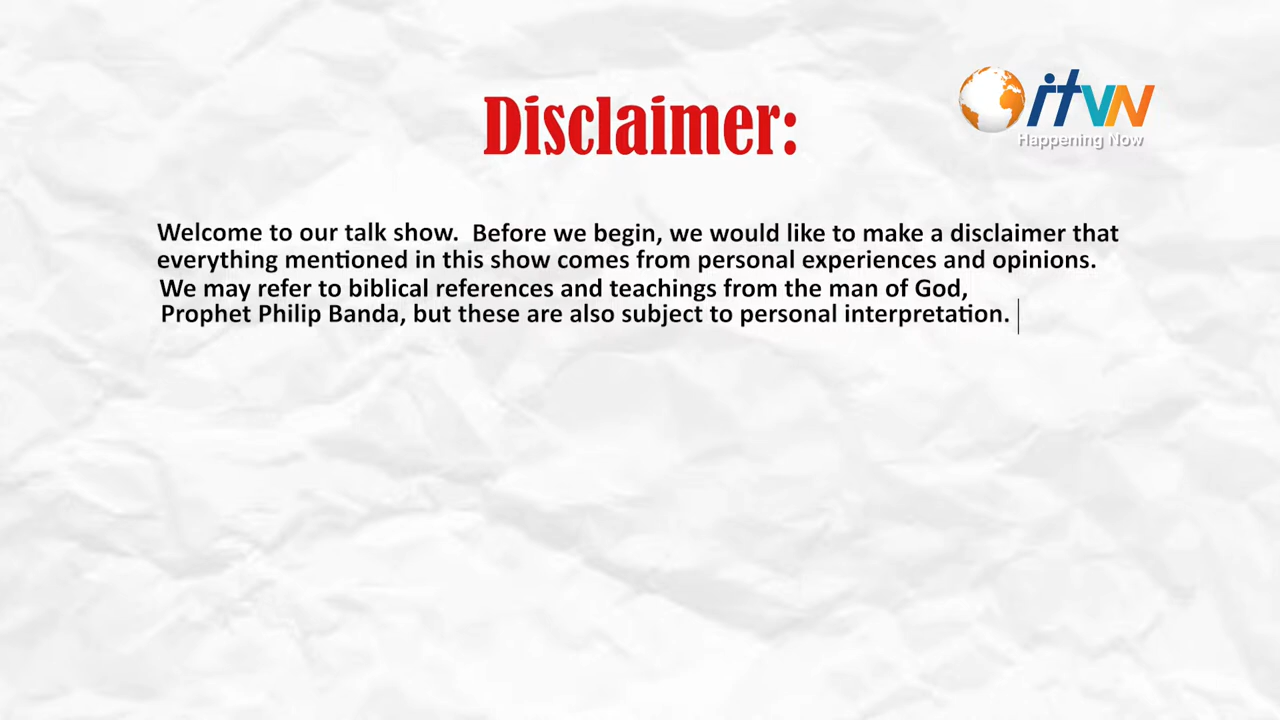 itvn
Happening Now
Disclaimer:
Welcome to our talk show.  Before we begin, we would like to make a disclaimer that
everything mentioned in this show comes from personal experiences and opinions.
We may refer to biblical references and teachings from the man of God,
Prophet Philip Banda, but these are also subject to personal interpretation.